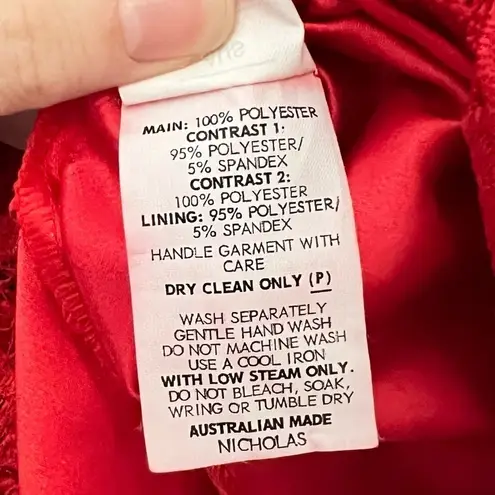 MAIN: 100% POLYESTER
CONTRAST 1:
95% POLYESTER/
5% SPANDEX
CONTRAST 2:
100% POLYESTER
LINING: 95% POLYESTER/
5% SPANDEX
HANDLE GARMENT WITH
CARE
DRY CLEAN ONLY (P)
WASH SEPARATELY
GENTLE HAND WASH
DO NOT MACHINE WASH
USE A COOL IRON
WITH LOW STEAM ONLY.
DO NOT BLEACH, SOAK,
WRING OR TUMBLE DRY
AUSTRALIAN MADE
NICHOLAS